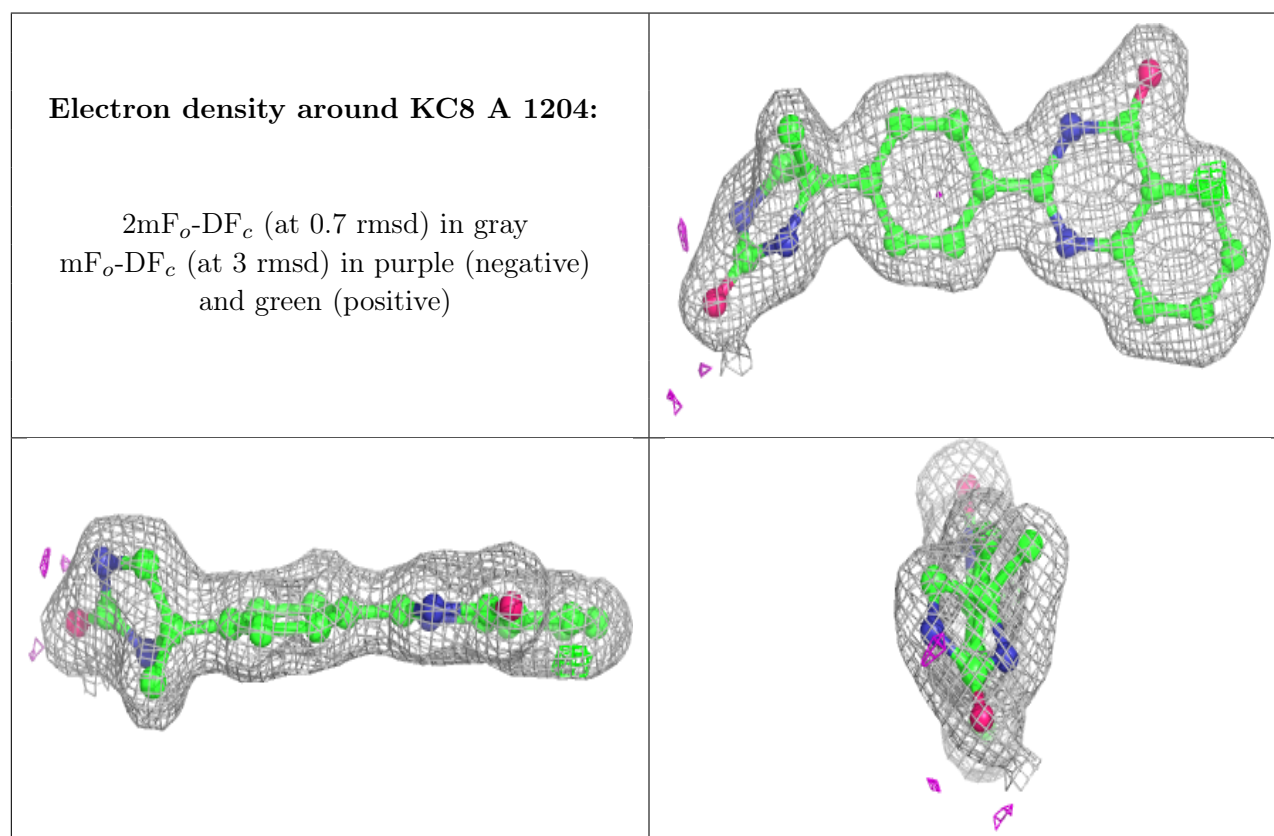 Electron density around KC8 A 1204:
2mFo-DFc (at 0.7 rmsd) in gray
mFo-DFc (at 3 rmsd) in purple (negative)
and green (positive)